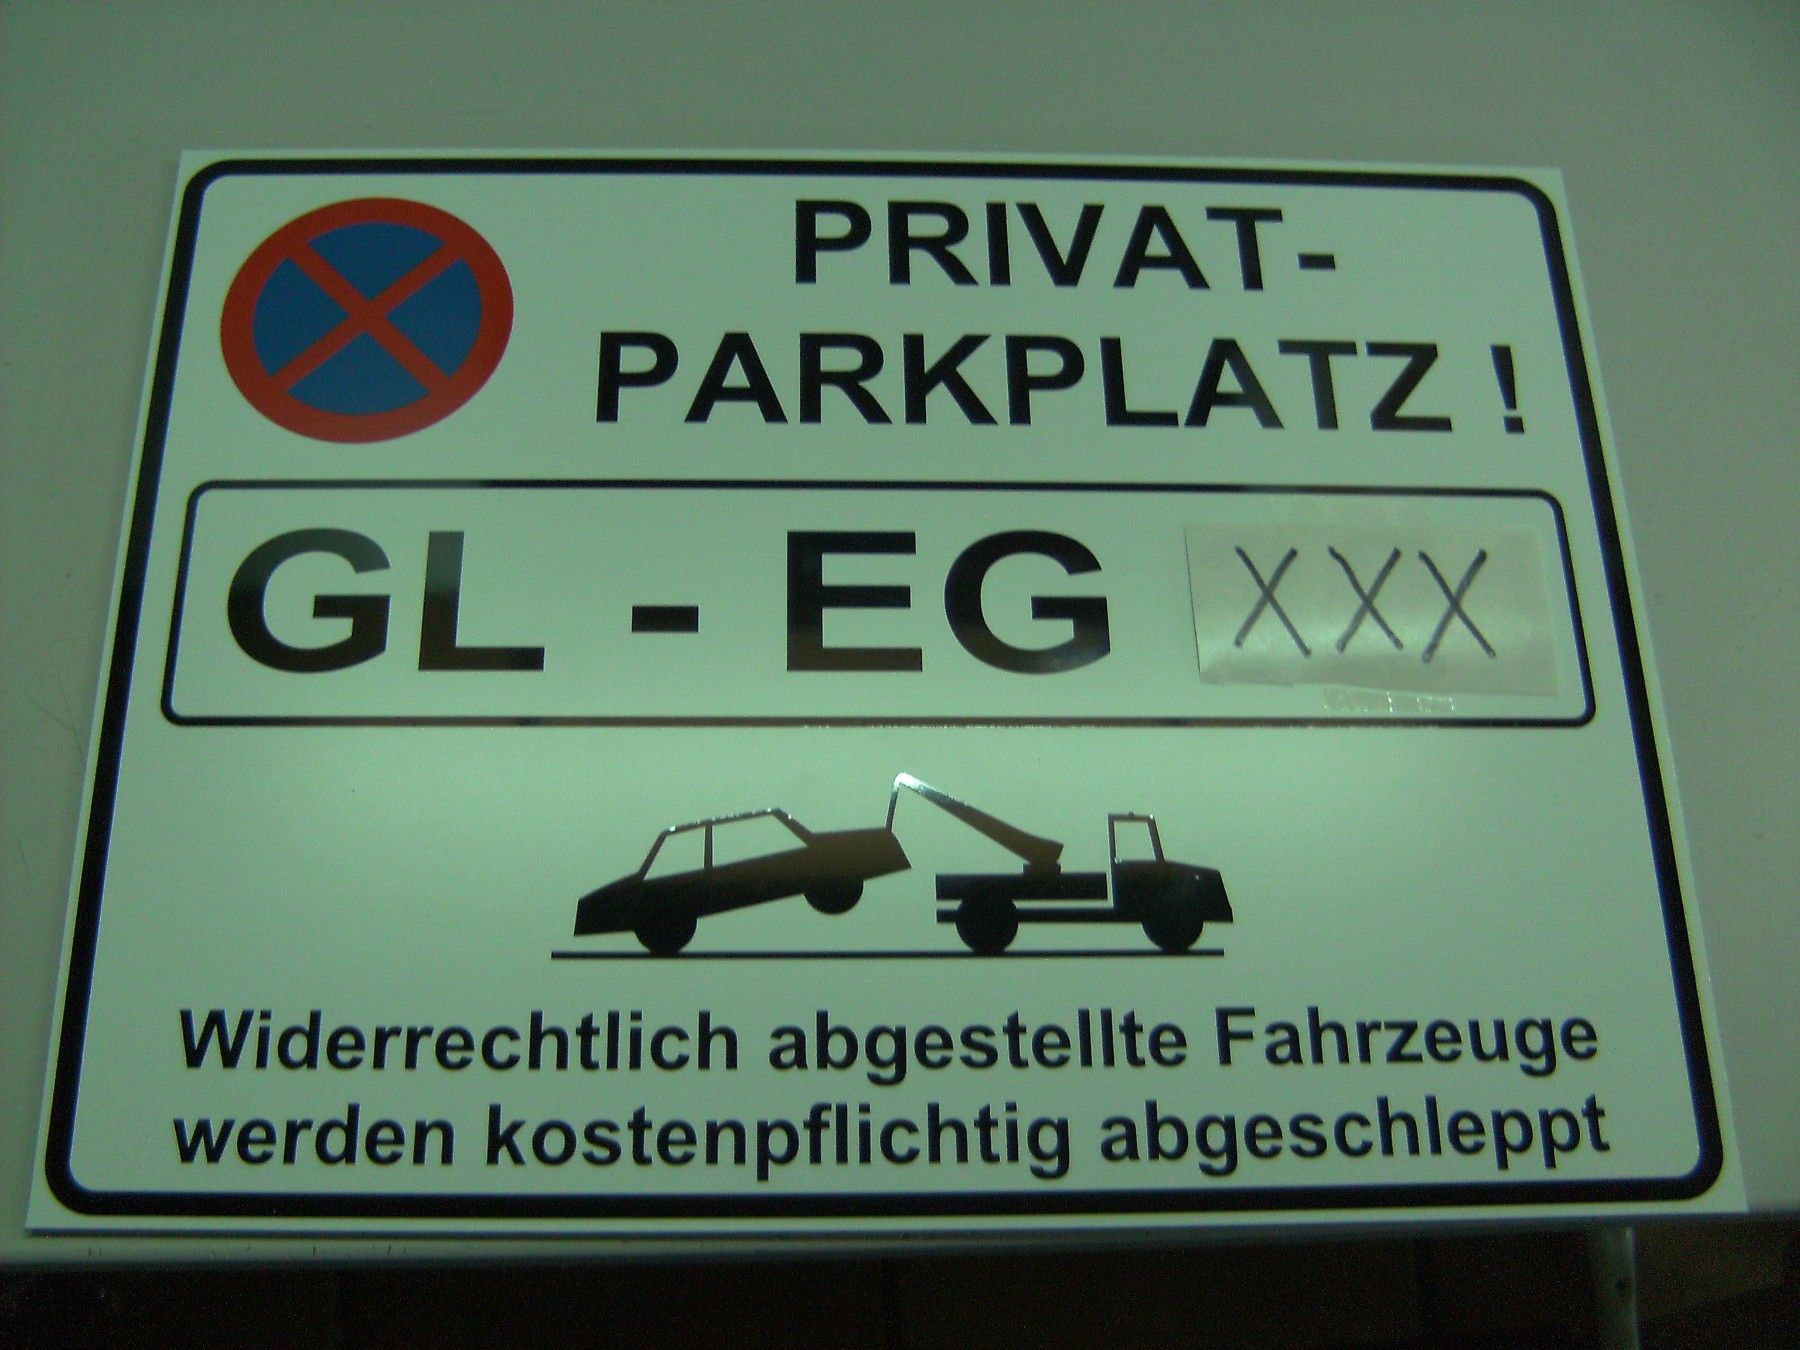 PRIVAT-
PARKPLATZ !
GL - EG XXX
Widerrechtlich abgestellte Fahrzeuge
werden kostenpflichtig abgeschleppt